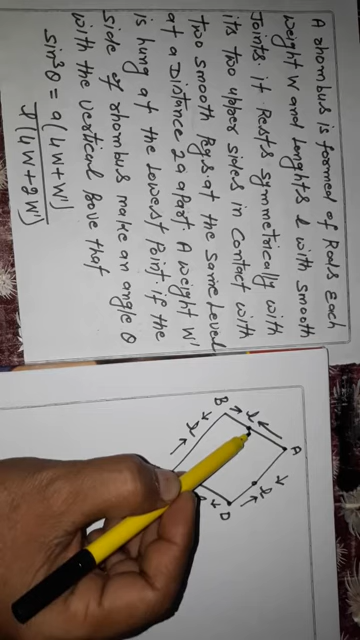 A rhombus is formed of Rods each
weight W and lenghts l with smooth
Joints. it Rests Symmetrically with
its two upper sides in Contact with
two smooth Pegs at the Same Level
at a Distance 2a apart. A weight W'
is hung at the Lowest Point. if the
side of rhombus make an angle θ
with the vertical Prove that
sin³θ = a(4W+W')
l(4W+2W')
A
B
l
l
l
D